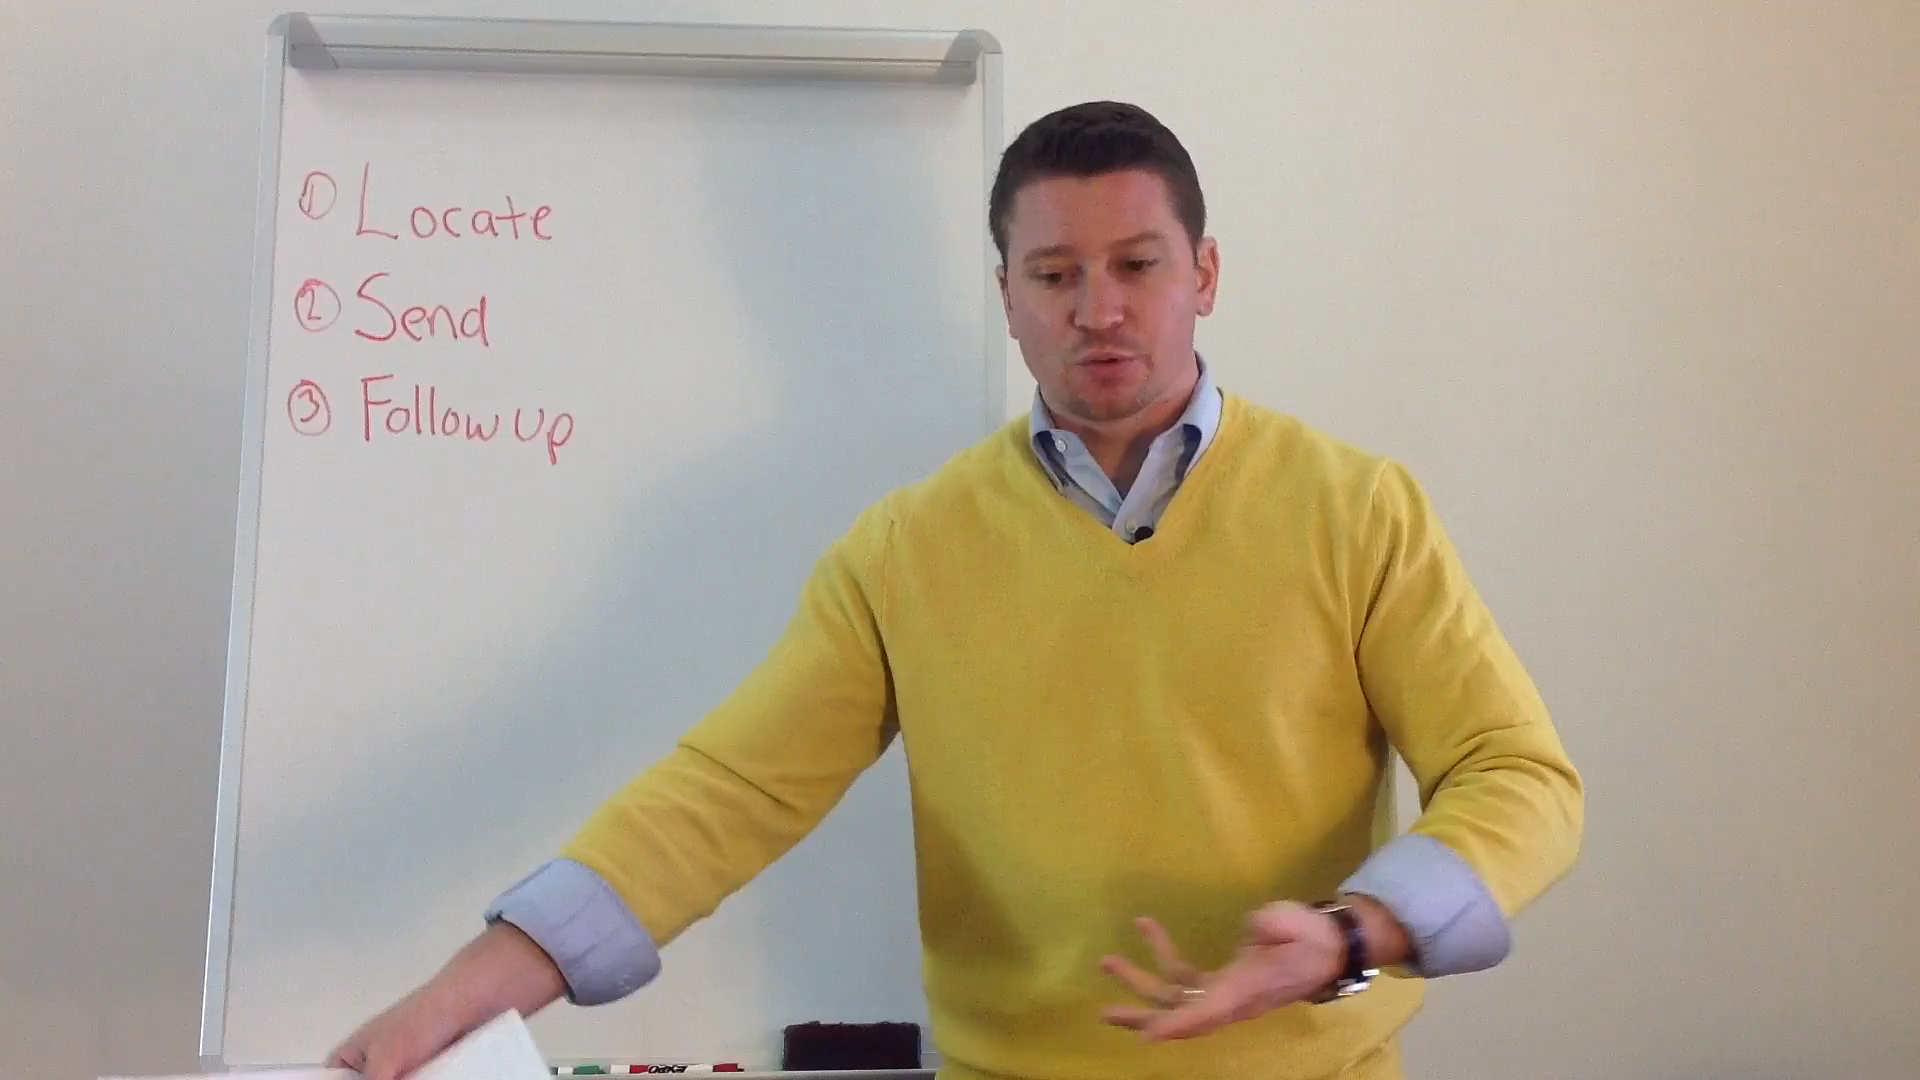 ① Locate
② Send
③ Follow up